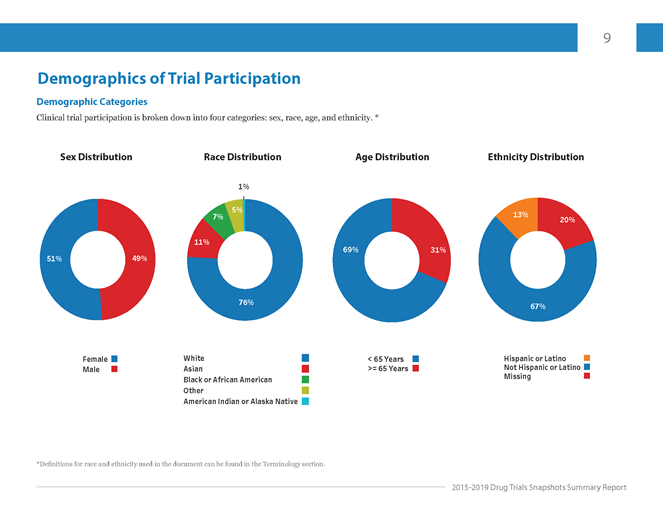 9
Demographics of Trial Participation
Demographic Categories
Clinical trial participation is broken down into four categories: sex, race, age, and ethnicity. *
Sex Distribution
51%
49%
Female
Male
Race Distribution
1%
5%
7%
11%
76%
White
Asian
Black or African American
Other
American Indian or Alaska Native
Age Distribution
69%
31%
< 65 Years
>= 65 Years
Ethnicity Distribution
13%
20%
67%
Hispanic or Latino
Not Hispanic or Latino
Missing
*Definitions for race and ethnicity used in the document can be found in the Terminology section.
2015-2019 Drug Trials Snapshots Summary Report